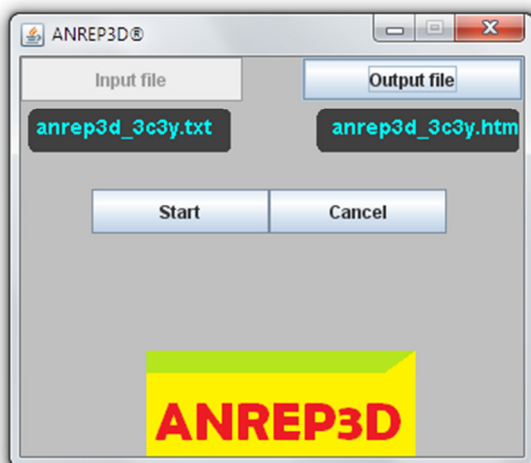 ANREP3D®
Input file
Output file
anrep3d_3c3y.txt
anrep3d_3c3y.htm
Start
Cancel
ANREP3D